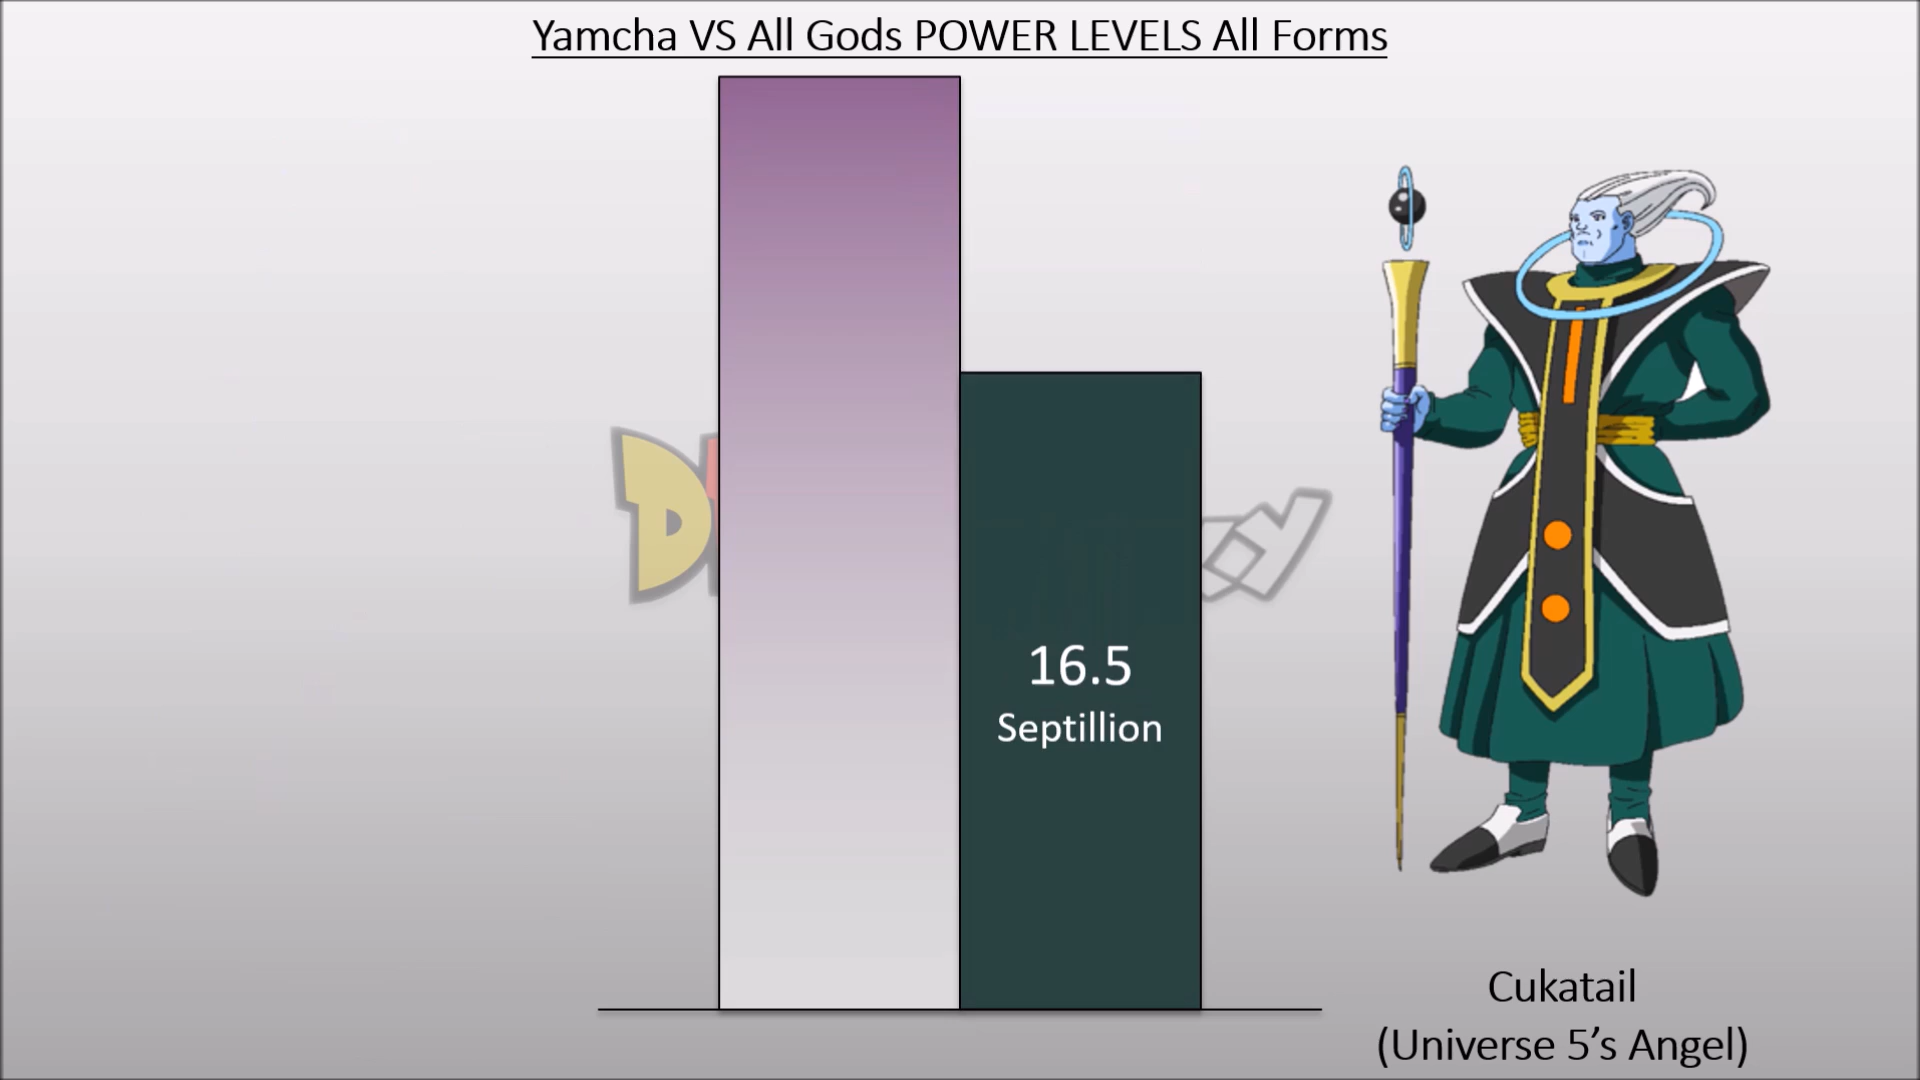 Yamcha VS All Gods POWER LEVELS All Forms
16.5
Septillion
Cukatail
(Universe 5’s Angel)